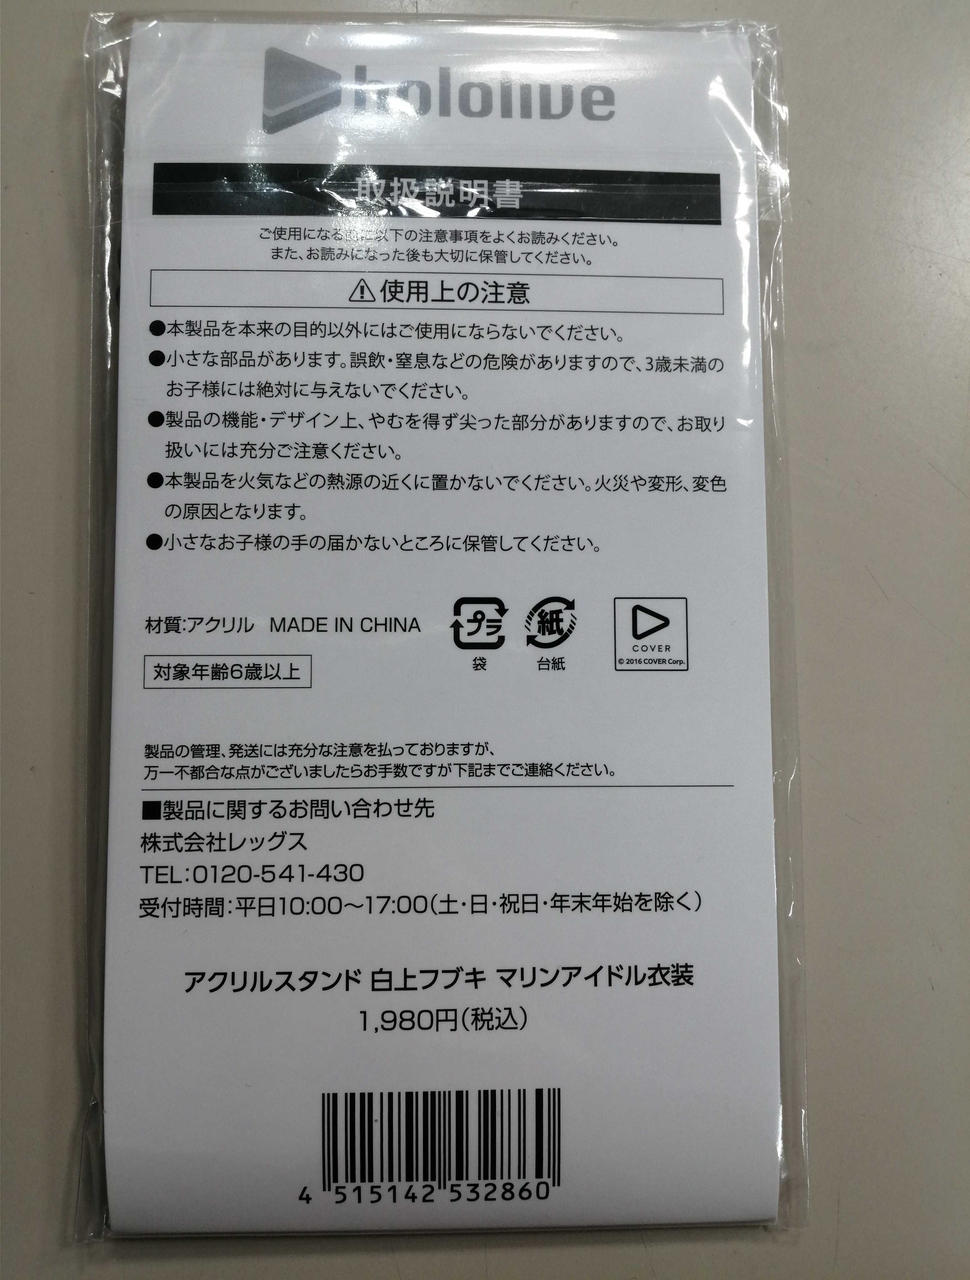 hololive
取扱説明書
ご使用になる前に以下の注意事項をよくお読みください。
また、お読みになった後も大切に保管してください。
⚠使用上の注意
●本製品を本来の目的以外にはご使用にならないでください。
●小さな部品があります。誤飲・窒息などの危険がありますので、3歳未満の
お子様には絶対に与えないでください。
●製品の機能・デザイン上、やむを得ず尖った部分がありますので、お取り
扱いには充分ご注意ください。
●本製品を火気などの熱源の近くに置かないでください。火災や変形、変色
の原因となります。
●小さなお子様の手の届かないところに保管してください。
材質:アクリル MADE IN CHINA
プラ
袋
紙
台紙
COVER
© 2016 COVER Corp.
対象年齢6歳以上
製品の管理、発送には充分な注意を払っておりますが、
万一不都合な点がございましたらお手数ですが下記までご連絡ください。
■製品に関するお問い合わせ先
株式会社レッグス
TEL:0120-541-430
受付時間:平日10:00～17:00(土・日・祝日・年末年始を除く)
アクリルスタンド 白上フブキ マリンアイドル衣装
1,980円(税込)
4 515142 532860